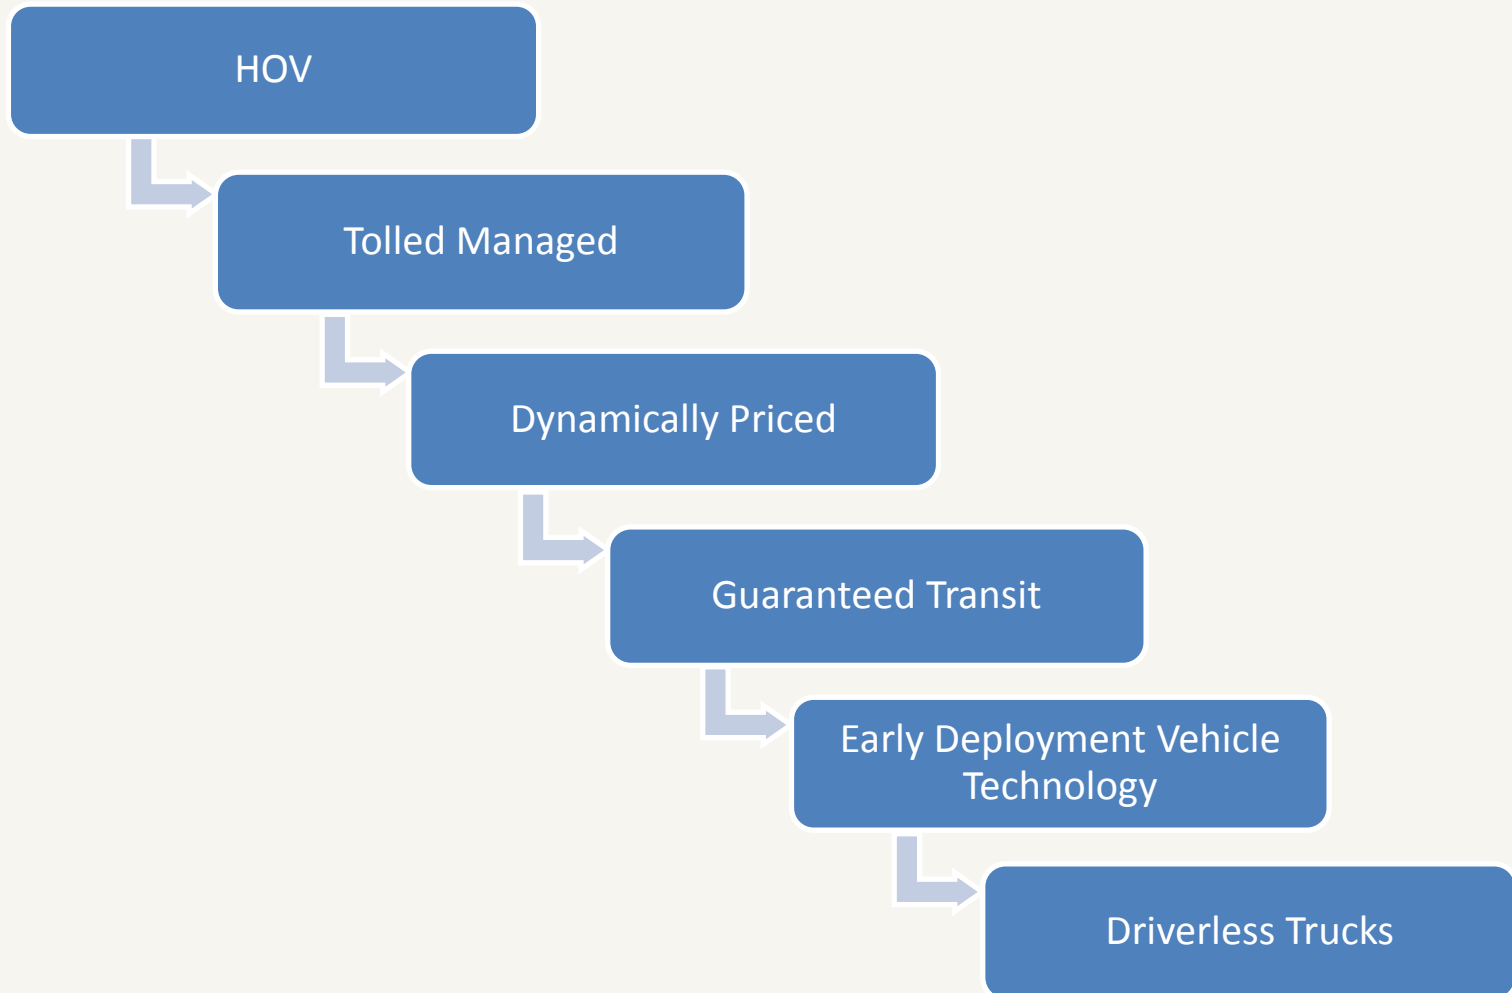 HOV
Tolled Managed
Dynamically Priced
Guaranteed Transit
Early Deployment Vehicle
Technology
Driverless Trucks